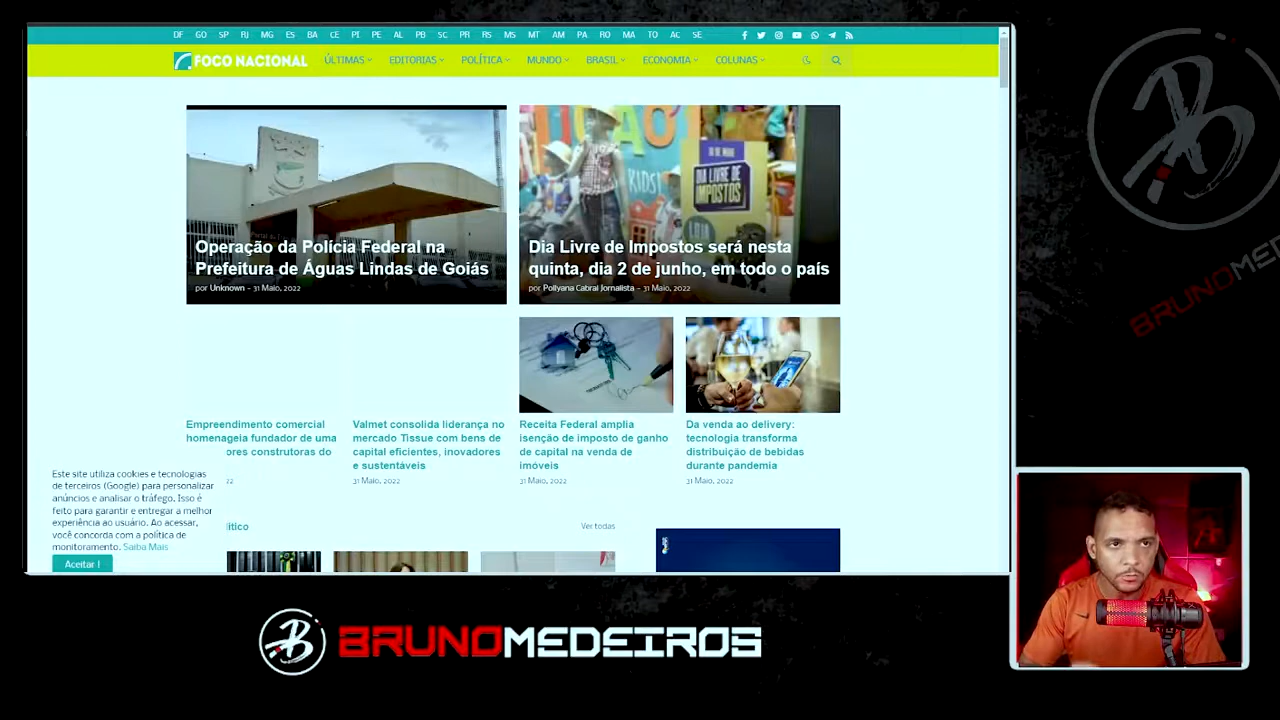 DF GO SP RJ MG ES BA CE PI PE AL PB SC PR RS MS MT AM PA RO MA TO AC SE
FOCO NACIONAL
ÚLTIMAS EDITORIAS POLÍTICA MUNDO BRASIL ECONOMIA COLUNAS
Operação da Polícia Federal na
Prefeitura de Águas Lindas de Goiás
por Unknown - 31 Maio, 2022
KIDS!
DIA LIVRE DE
IMPOSTOS
Dia Livre de Impostos será nesta
quinta, dia 2 de junho, em todo o país
por Pollyana Cabral Jornalista - 31 Maio, 2022
Empreendimento comercial
homenageia fundador de uma
ores construtoras do
22
Valmet consolida liderança no
mercado Tissue com bens de
capital eficientes, inovadores
e sustentáveis
31 Maio, 2022
Receita Federal amplia
isenção de imposto de ganho
de capital na venda de
imóveis
31 Maio, 2022
Da venda ao delivery:
tecnologia transforma
distribuição de bebidas
durante pandemia
31 Maio, 2022
Este site utiliza cookies e tecnologias
de terceiros (Google) para personalizar
anúncios e analisar o tráfego. Isso é
feito para garantir e entregar a melhor
experiência ao usuário. Ao acessar,
você concorda com a política de
monitoramento. Saiba Mais
Aceitar !
lítico
Ver todas
BRUNOMEDEIROS
BRUNOMEDE